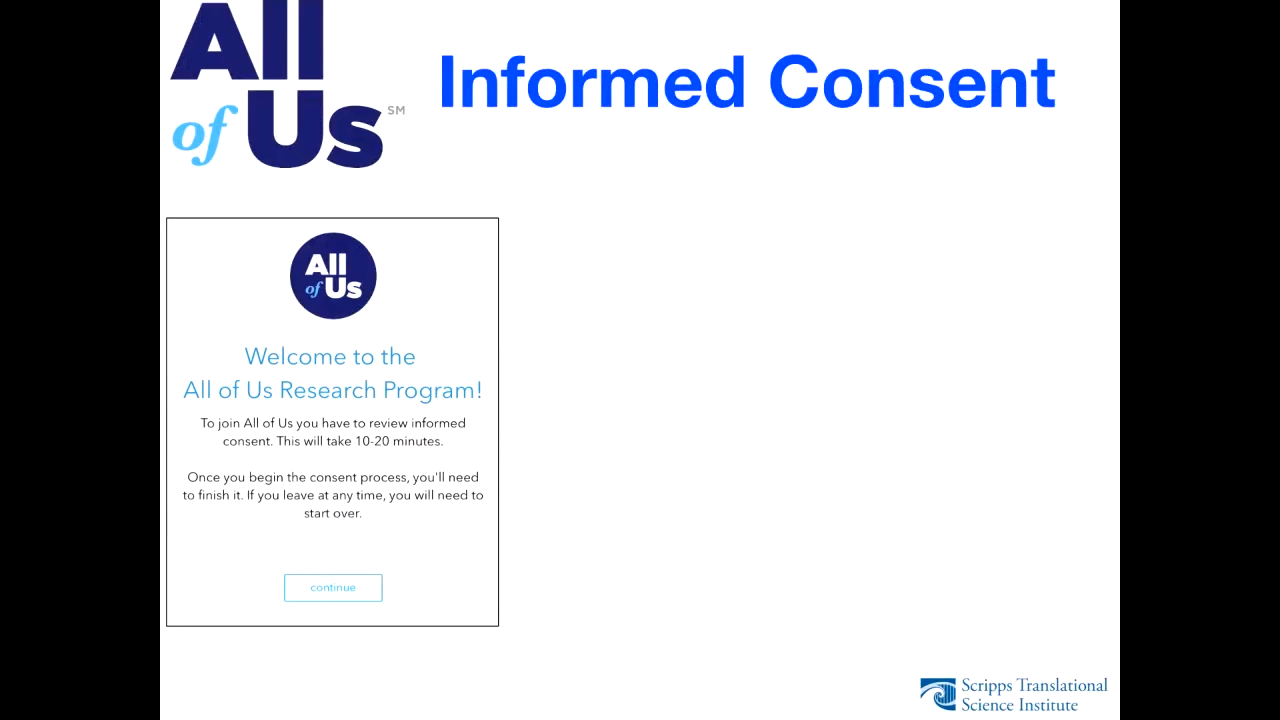 All
of Us SM
Informed Consent
All
of Us
Welcome to the
All of Us Research Program!
To join All of Us you have to review informed
consent. This will take 10-20 minutes.
Once you begin the consent process, you'll need
to finish it. If you leave at any time, you will need to
start over.
continue
Scripps Translational
Science Institute